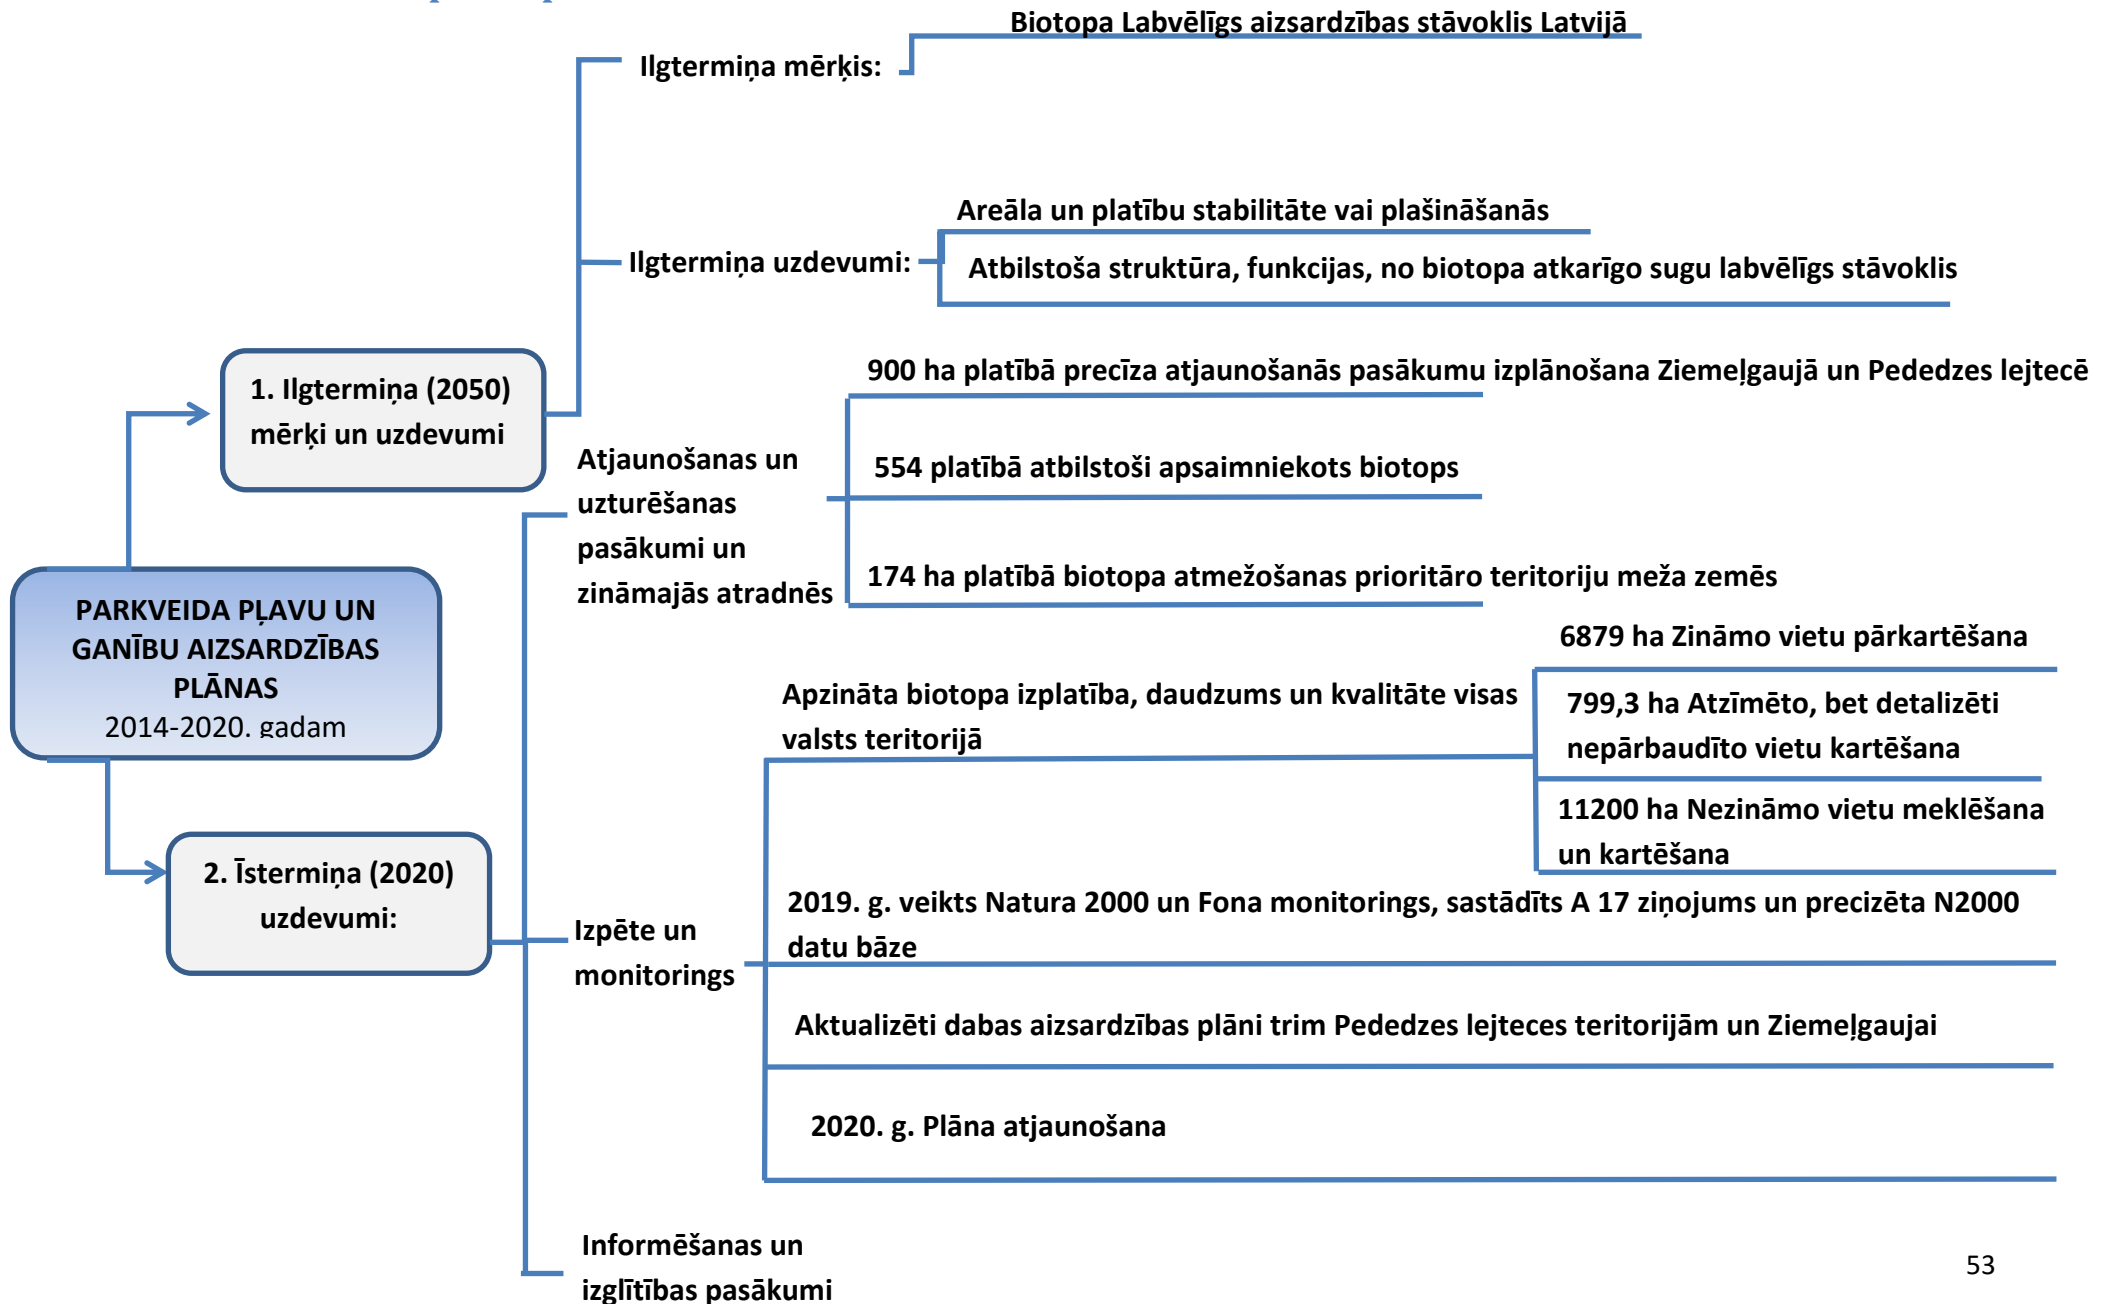 Biotopa Labvēlīgs aizsardzības stāvoklis Latvijā
Ilgtermiņa mērķis:
Areāla un platību stabilitāte vai plašināšanās
Ilgtermiņa uzdevumi:
Atbilstoša struktūra, funkcijas, no biotopa atkarīgo sugu labvēlīgs stāvoklis
1. Ilgtermiņa (2050)
mērķi un uzdevumi
900 ha platībā precīza atjaunošanās pasākumu izplānošana Ziemeļgaujā un Pededzes lejtecē
Atjaunošanas un
uzturēšanas
pasākumi un
zināmajās atradnēs
554 platībā atbilstoši apsaimniekots biotops
174 ha platībā biotopa atmežošanas prioritāro teritoriju meža zemēs
PARKVEIDA PĻAVU UN
GANĪBU AIZSARDZĪBAS
PLĀNAS
2014-2020. gadam
6879 ha Zināmo vietu pārkartēšana
Apzināta biotopa izplatība, daudzums un kvalitāte visas
valsts teritorijā
799,3 ha Atzīmēto, bet detalizēti
nepārbaudīto vietu kartēšana
11200 ha Nezināmo vietu meklēšana
un kartēšana
2. Īstermiņa (2020)
uzdevumi:
Izpēte un
monitorings
2019. g. veikts Natura 2000 un Fona monitorings, sastādīts A 17 ziņojums un precizēta N2000
datu bāze
Aktualizēti dabas aizsardzības plāni trim Pededzes lejteces teritorijām un Ziemeļgaujai
2020. g. Plāna atjaunošana
Informēšanas un
izglītības pasākumi
53